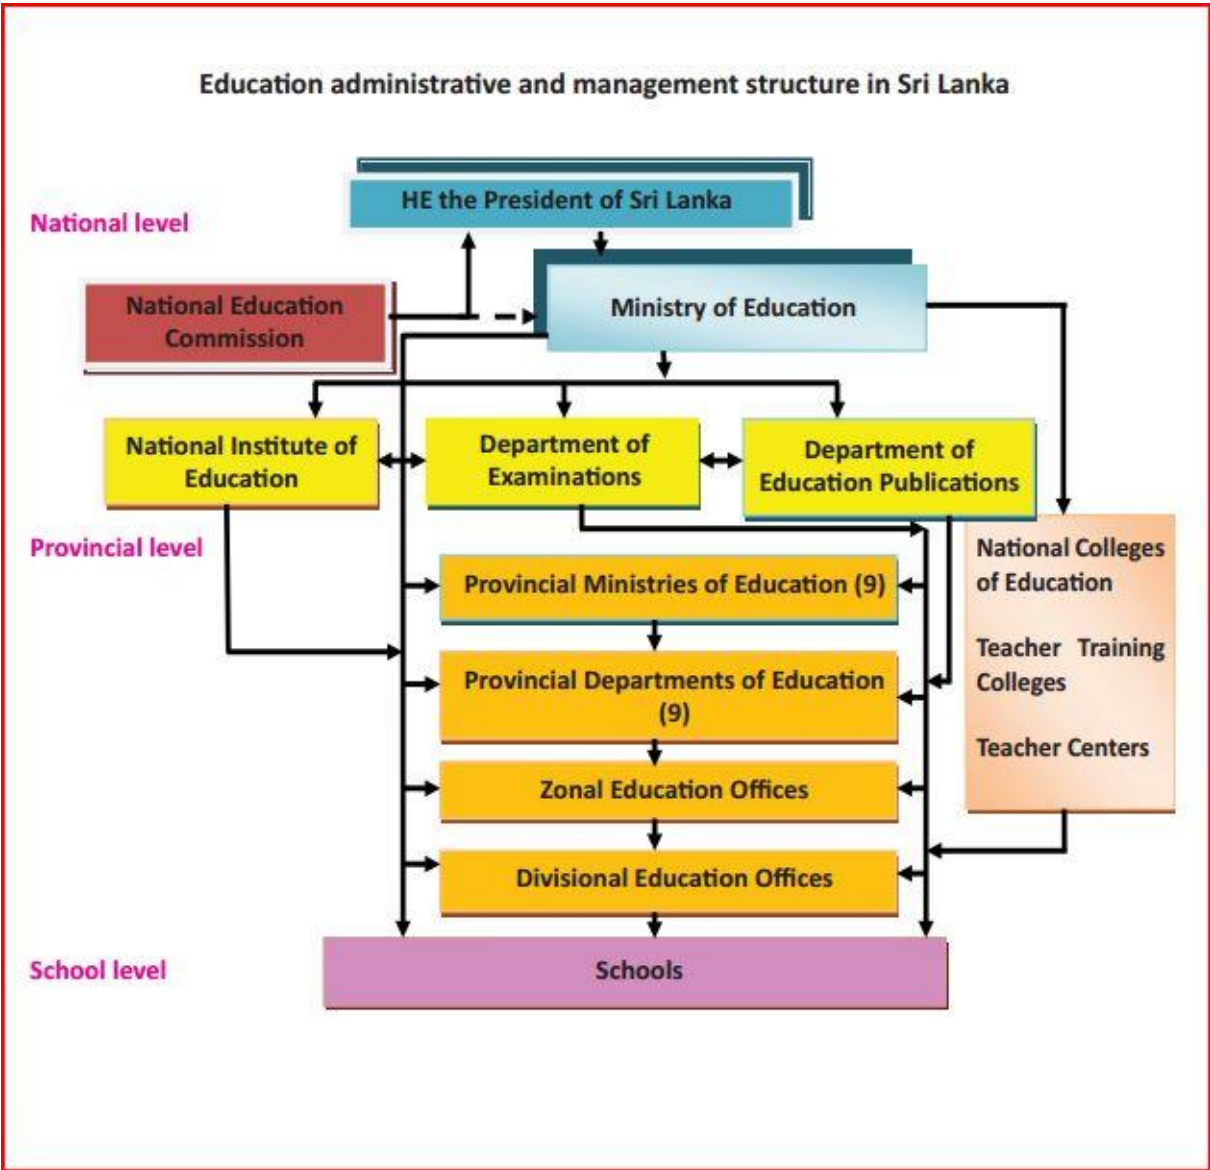 Education administrative and management structure in Sri Lanka
HE the President of Sri Lanka
National level
National Education
Commission
Ministry of Education
National Institute of
Education
Department of
Examinations
Department of
Education Publications
Provincial level
National Colleges
of Education
Teacher Training
Colleges
Teacher Centers
Provincial Ministries of Education (9)
Provincial Departments of Education
(9)
Zonal Education Offices
Divisional Education Offices
School level
Schools